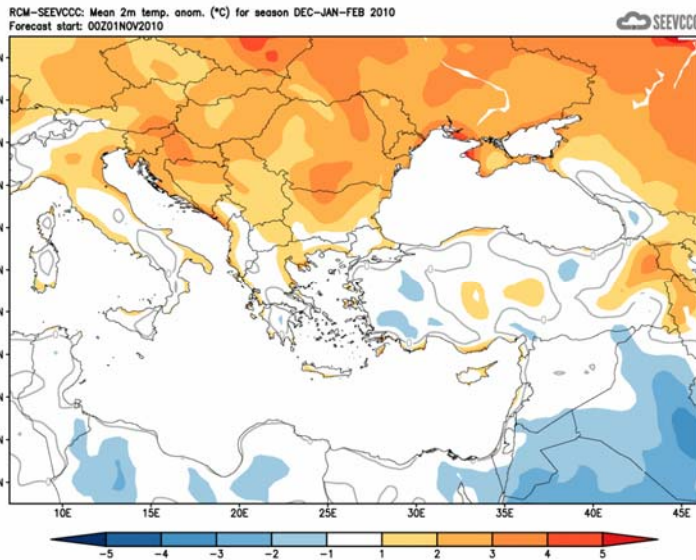 RCM-SEEVCCC: Mean 2m temp. anom. (°C) for season DEC-JAN-FEB 2010
Forecast start: 00Z01NOV2010
SEEVCCC
N
N
N
N
N
N
N
N
N
N
N
10E 15E 20E 25E 30E 35E 40E 45E
-5 -4 -3 -2 -1 1 2 3 4